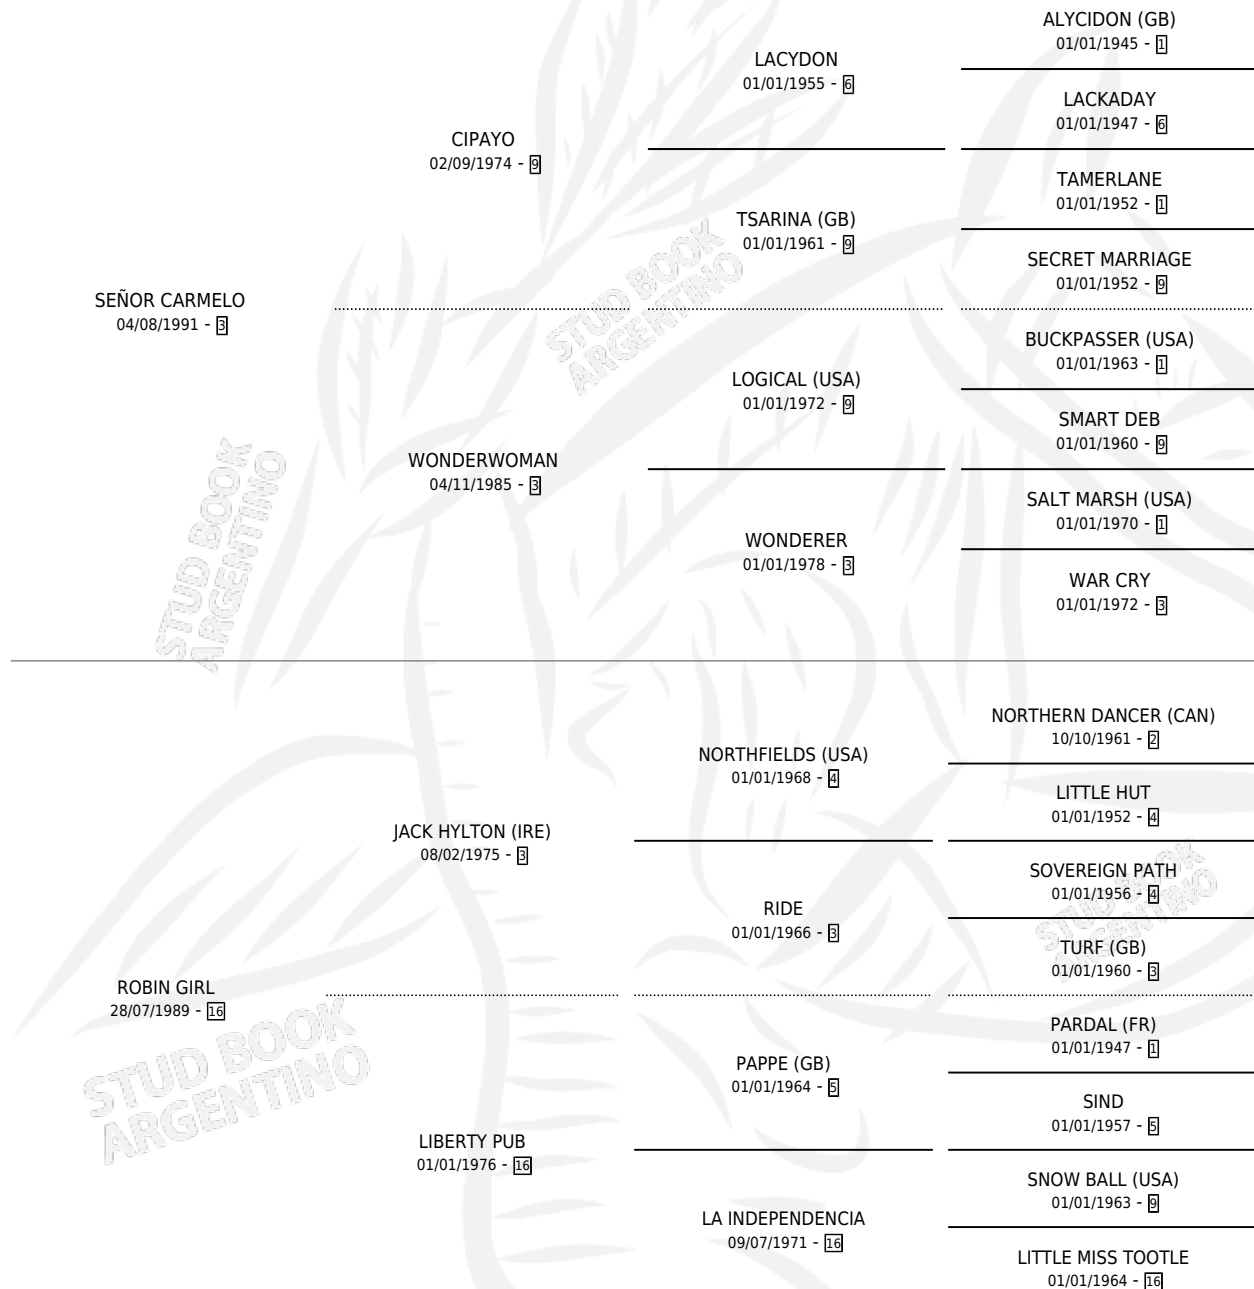 ALYCIDON (GB)
01/01/1945 - 1
LACYDON
01/01/1955 - 6
LACKADAY
01/01/1947 - 6
CIPAYO
02/09/1974 - 9
TAMERLANE
01/01/1952 - 1
TSARINA (GB)
01/01/1961 - 9
SECRET MARRIAGE
01/01/1952 - 9
SEÑOR CARMELO
04/08/1991 - 3
BUCKPASSER (USA)
01/01/1963 - 1
LOGICAL (USA)
01/01/1972 - 9
SMART DEB
01/01/1960 - 9
WONDERWOMAN
04/11/1985 - 3
SALT MARSH (USA)
01/01/1970 - 1
WONDERER
01/01/1978 - 3
WAR CRY
01/01/1972 - 3
STUD BOOK
ARGENTINO
STUD BOOK
ARGENTINO
NORTHERN DANCER (CAN)
10/10/1961 - 2
NORTHFIELDS (USA)
01/01/1968 - 4
LITTLE HUT
01/01/1952 - 4
JACK HYLTON (IRE)
08/02/1975 - 3
SOVEREIGN PATH
01/01/1956 - 4
RIDE
01/01/1966 - 3
TURF (GB)
01/01/1960 - 3
ROBIN GIRL
28/07/1989 - 16
PARDAL (FR)
01/01/1947 - 1
PAPPE (GB)
01/01/1964 - 5
SIND
01/01/1957 - 5
LIBERTY PUB
01/01/1976 - 16
SNOW BALL (USA)
01/01/1963 - 9
LA INDEPENDENCIA
09/07/1971 - 16
LITTLE MISS TOOTLE
01/01/1964 - 16
STUD BOOK
ARGENTINO
STUD BOOK
ARGENTINO